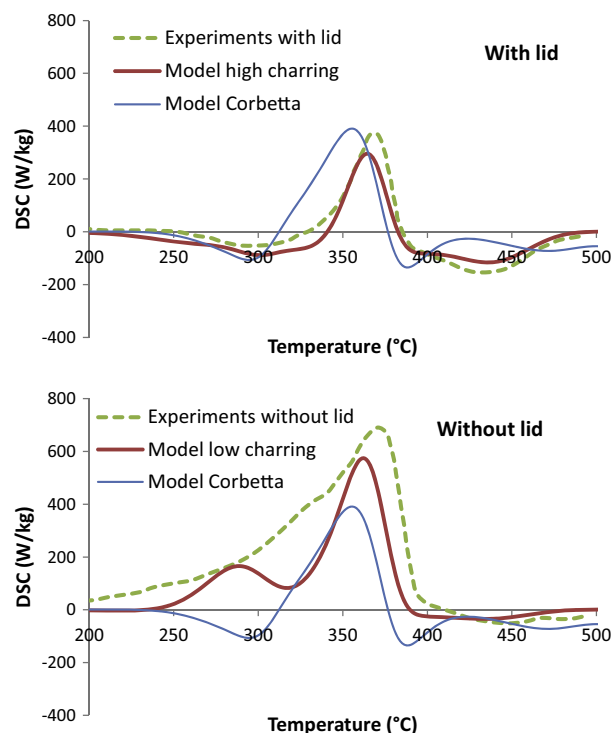 800
600
400
200
0
-200
-400
DSC (W/kg)
Experiments with lid
Model high charring
Model Corbetta
With lid
200 250 300 350 400 450 500
Temperature (°C)
800
600
400
200
0
-200
-400
DSC (W/kg)
Experiments without lid
Model low charring
Model Corbetta
Without lid
200 250 300 350 400 450 500
Temperature (°C)